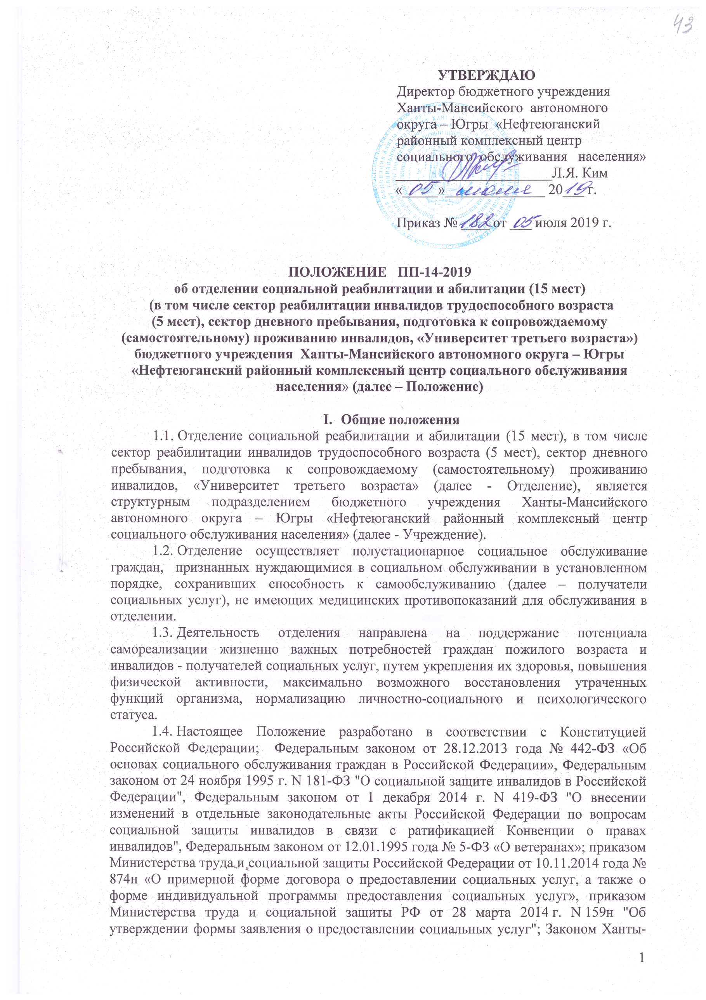 43
УТВЕРЖДАЮ
Директор бюджетного учреждения
Ханты-Мансийского автономного
округа – Югры «Нефтеюганский
районный комплексный центр
социального обслуживания населения»
Л.Я. Ким
« 05 » июля 2019 г.
Приказ № 182 от 05 июля 2019 г.
ПОЛОЖЕНИЕ ПП-14-2019
об отделении социальной реабилитации и абилитации (15 мест)
(в том числе сектор реабилитации инвалидов трудоспособного возраста
(5 мест), сектор дневного пребывания, подготовка к сопровождаемому
(самостоятельному) проживанию инвалидов, «Университет третьего возраста»)
бюджетного учреждения Ханты-Мансийского автономного округа – Югры
«Нефтеюганский районный комплексный центр социального обслуживания
населения» (далее – Положение)
I. Общие положения
1.1. Отделение социальной реабилитации и абилитации (15 мест), в том числе
сектор реабилитации инвалидов трудоспособного возраста (5 мест), сектор дневного
пребывания, подготовка к сопровождаемому (самостоятельному) проживанию
инвалидов, «Университет третьего возраста» (далее - Отделение), является
структурным подразделением бюджетного учреждения Ханты-Мансийского
автономного округа – Югры «Нефтеюганский районный комплексный центр
социального обслуживания населения» (далее - Учреждение).
1.2. Отделение осуществляет полустационарное социальное обслуживание
граждан, признанных нуждающимися в социальном обслуживании в установленном
порядке, сохранивших способность к самообслуживанию (далее – получатели
социальных услуг), не имеющих медицинских противопоказаний для обслуживания в
отделении.
1.3. Деятельность отделения направлена на поддержание потенциала
самореализации жизненно важных потребностей граждан пожилого возраста и
инвалидов - получателей социальных услуг, путем укрепления их здоровья, повышения
физической активности, максимально возможного восстановления утраченных
функций организма, нормализацию личностно-социального и психологического
статуса.
1.4. Настоящее Положение разработано в соответствии с Конституцией
Российской Федерации; Федеральным законом от 28.12.2013 года № 442-ФЗ «Об
основах социального обслуживания граждан в Российской Федерации», Федеральным
законом от 24 ноября 1995 г. N 181-ФЗ "О социальной защите инвалидов в Российской
Федерации", Федеральным законом от 1 декабря 2014 г. N 419-ФЗ "О внесении
изменений в отдельные законодательные акты Российской Федерации по вопросам
социальной защиты инвалидов в связи с ратификацией Конвенции о правах
инвалидов", Федеральным законом от 12.01.1995 года № 5-ФЗ «О ветеранах»; приказом
Министерства труда и социальной защиты Российской Федерации от 10.11.2014 года №
874н «О примерной форме договора о предоставлении социальных услуг, а также о
форме индивидуальной программы предоставления социальных услуг», приказом
Министерства труда и социальной защиты РФ от 28 марта 2014 г. N 159н "Об
утверждении формы заявления о предоставлении социальных услуг"; Законом Ханты-
1